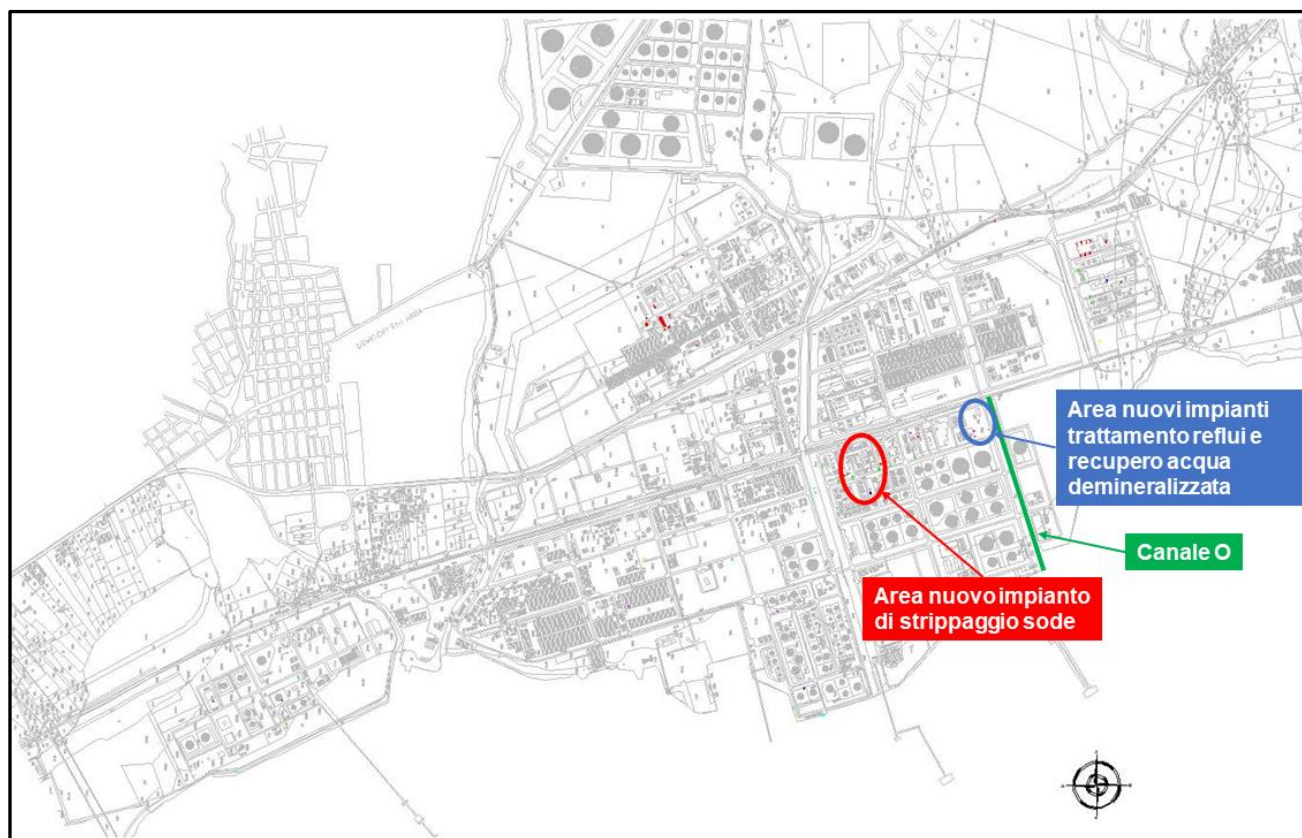 Area nuovi impianti
trattamento reflui e
recupero acqua
demineralizzata
Canale O
Area nuovo impianto
di strippaggio sode